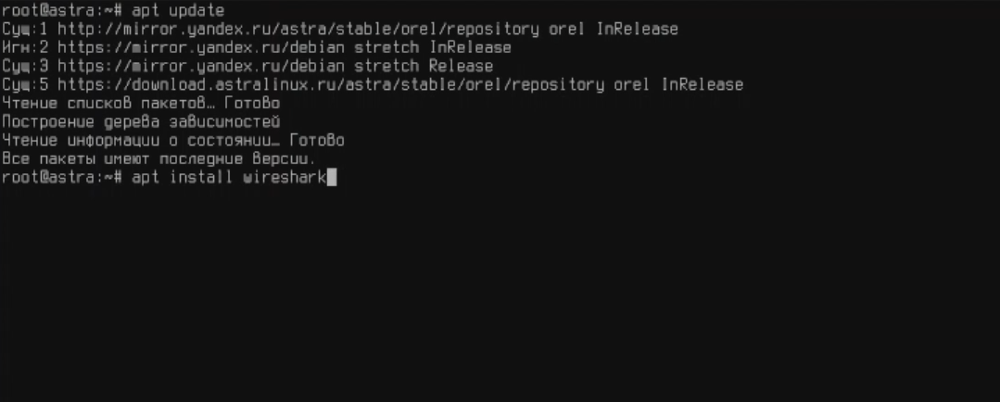 root@astra:~# apt update
Сущ:1 http://mirror.yandex.ru/astra/stable/orel/repository orel InRelease
Игн:2 https://mirror.yandex.ru/debian stretch InRelease
Сущ:3 https://mirror.yandex.ru/debian stretch Release
Сущ:5 https://download.astralinux.ru/astra/stable/orel/repository orel InRelease
Чтение списков пакетов… Готово
Построение дерева зависимостей
Чтение информации о состоянии… Готово
Все пакеты имеют последние версии.
root@astra:~# apt install wireshark